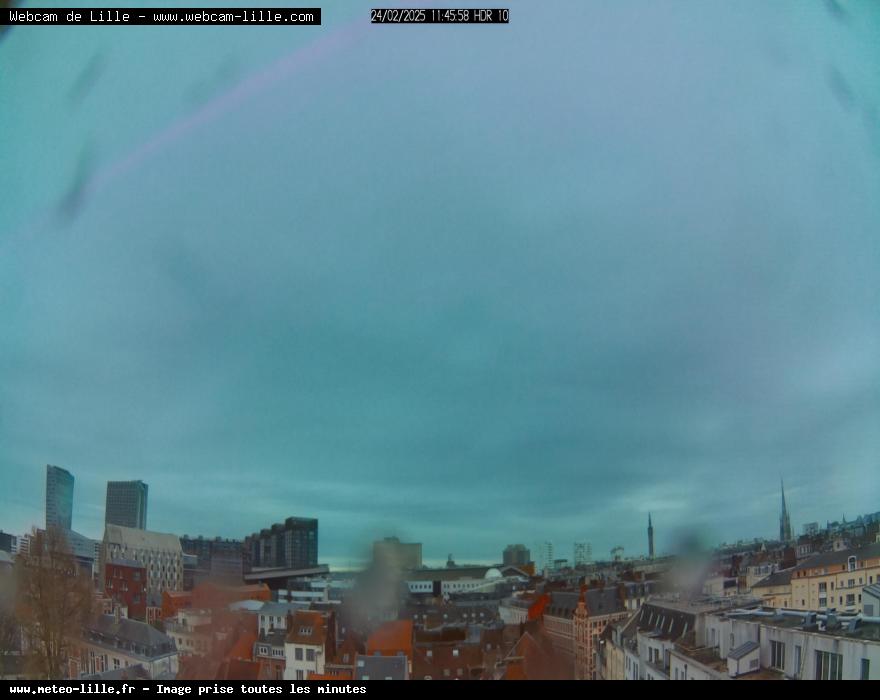 Webcam de Lille - www.webcam-lille.com
24/02/2025 11:45:58 HDR 10
www.meteo-lille.fr - Image prise toutes les minutes